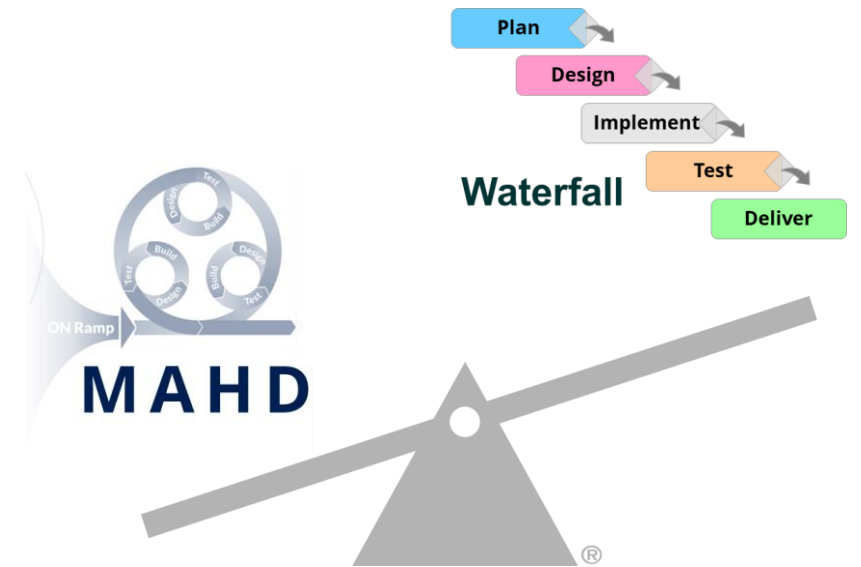 Plan
Design
Implement
Test
Deliver
Waterfall
Test
Build
Design
Build
Design
Test
Design
Test
Build
ON Ramp
MAHD
®